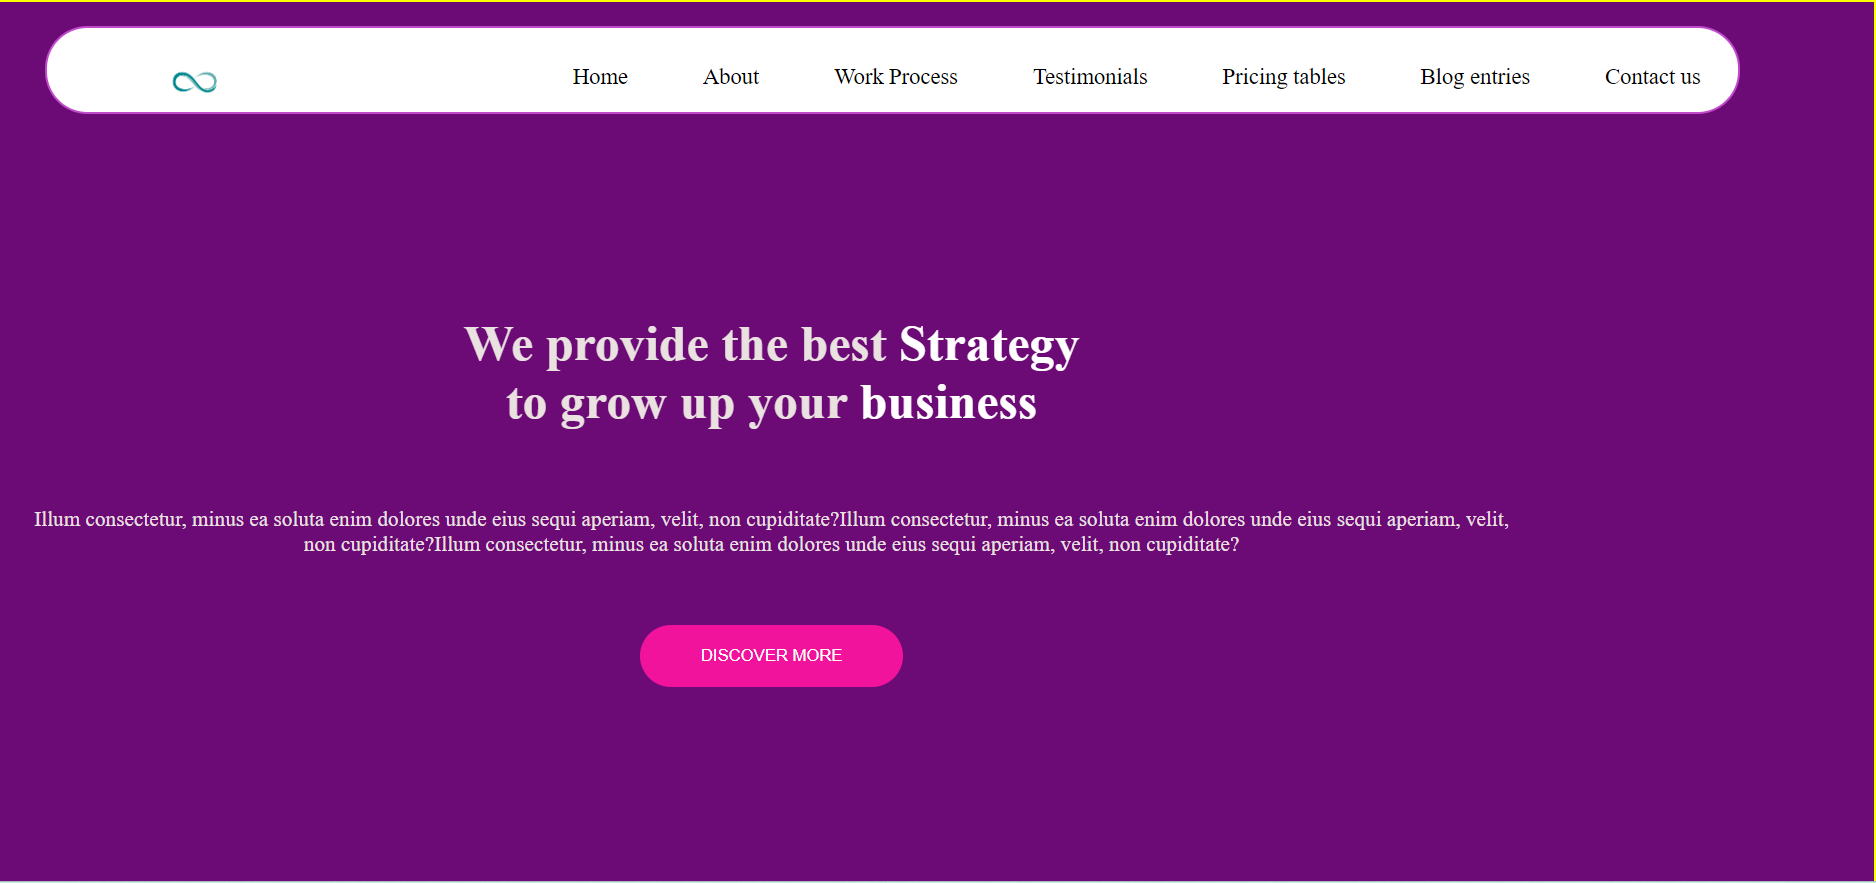 Home About Work Process Testimonials Pricing tables Blog entries Contact us
We provide the best Strategy
to grow up your business
Illum consectetur, minus ea soluta enim dolores unde eius sequi aperiam, velit, non cupiditate?Illum consectetur, minus ea soluta enim dolores unde eius sequi aperiam, velit,
non cupiditate?Illum consectetur, minus ea soluta enim dolores unde eius sequi aperiam, velit, non cupiditate?
DISCOVER MORE